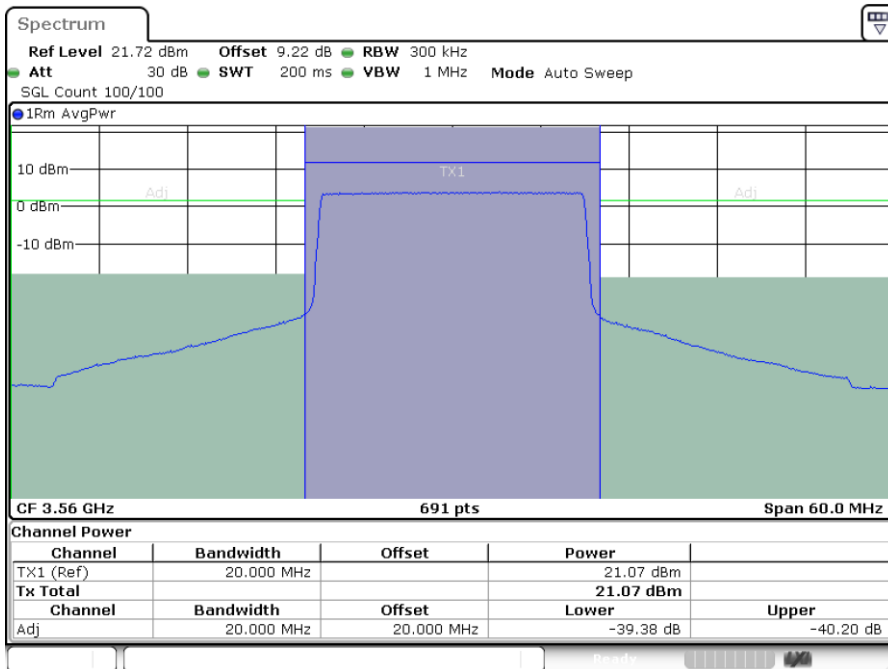 Spectrum
Ref Level 21.72 dBm Offset 9.22 dB RBW 300 kHz
Att 30 dB SWT 200 ms VBW 1 MHz Mode Auto Sweep
SGL Count 100/100
1Rm AvgPwr
10 dBm
TX1
Adj Adj
0 dBm
-10 dBm
CF 3.56 GHz 691 pts Span 60.0 MHz
Channel Power
Channel Bandwidth Offset Power
TX1 (Ref) 20.000 MHz 21.07 dBm
Tx Total 21.07 dBm
Channel Bandwidth Offset Lower Upper
Adj 20.000 MHz 20.000 MHz -39.38 dB -40.20 dB
Ready